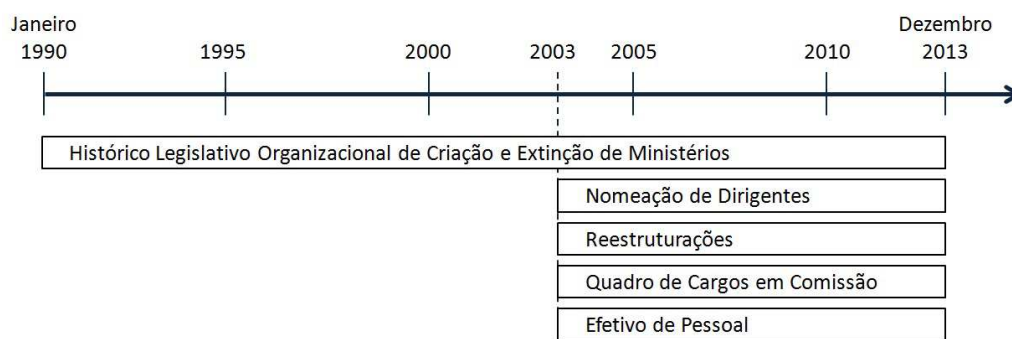 Janeiro Dezembro
1990 1995 2000 2003 2005 2010 2013
Histórico Legislativo Organizacional de Criação e Extinção de Ministérios
Nomeação de Dirigentes
Reestruturações
Quadro de Cargos em Comissão
Efetivo de Pessoal